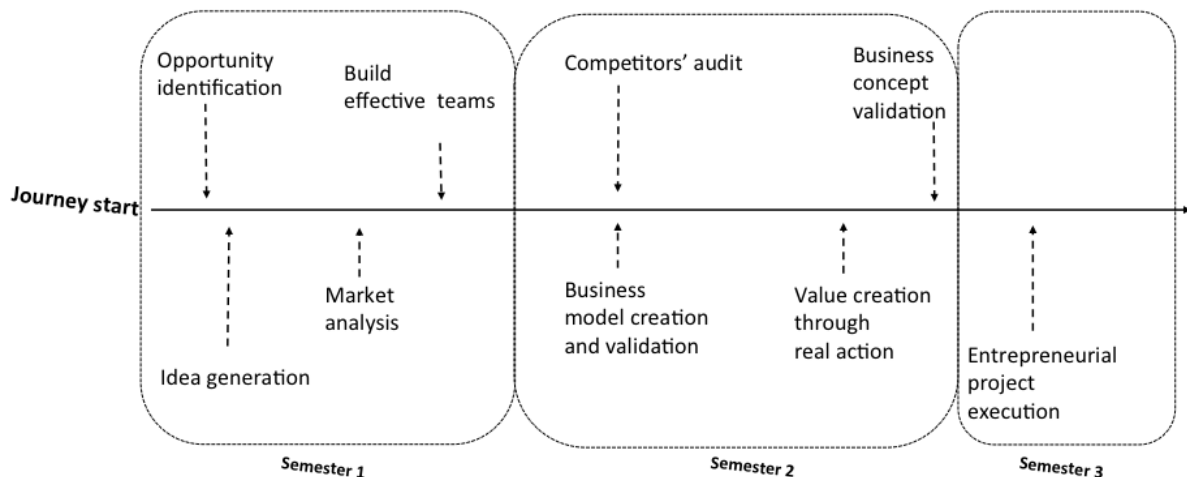 Opportunity
identification
Build
effective teams
Competitors' audit
Business
concept
validation
Journey start
Market
analysis
Idea generation
Business
model creation
and validation
Value creation
through
real action
Entrepreneurial
project
execution
Semester 1
Semester 2
Semester 3